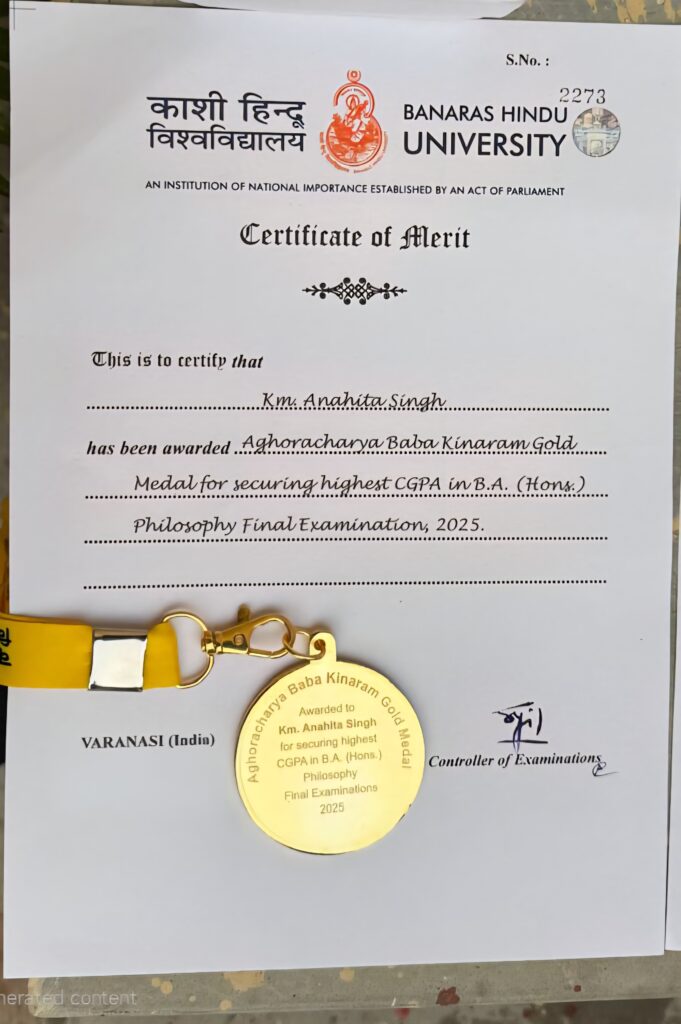 S.No. :
2273
काशी हिन्दू
विश्वविद्यालय
BANARAS HINDU
UNIVERSITY
AN INSTITUTION OF NATIONAL IMPORTANCE ESTABLISHED BY AN ACT OF PARLIAMENT
Certificate of Merit
This is to certify that
Km. Anahita Singh
has been awarded Aghoracharya Baba Kinaram Gold
Medal for securing highest CGPA in B.A. (Hons.)
Philosophy Final Examination, 2025.
Aghoracharya Baba Kinaram Gold Medal
Awarded to
Km. Anahita Singh
for securing highest
CGPA in B.A. (Hons.)
Philosophy
Final Examinations
2025
VARANASI (India)
Controller of Examinations
content